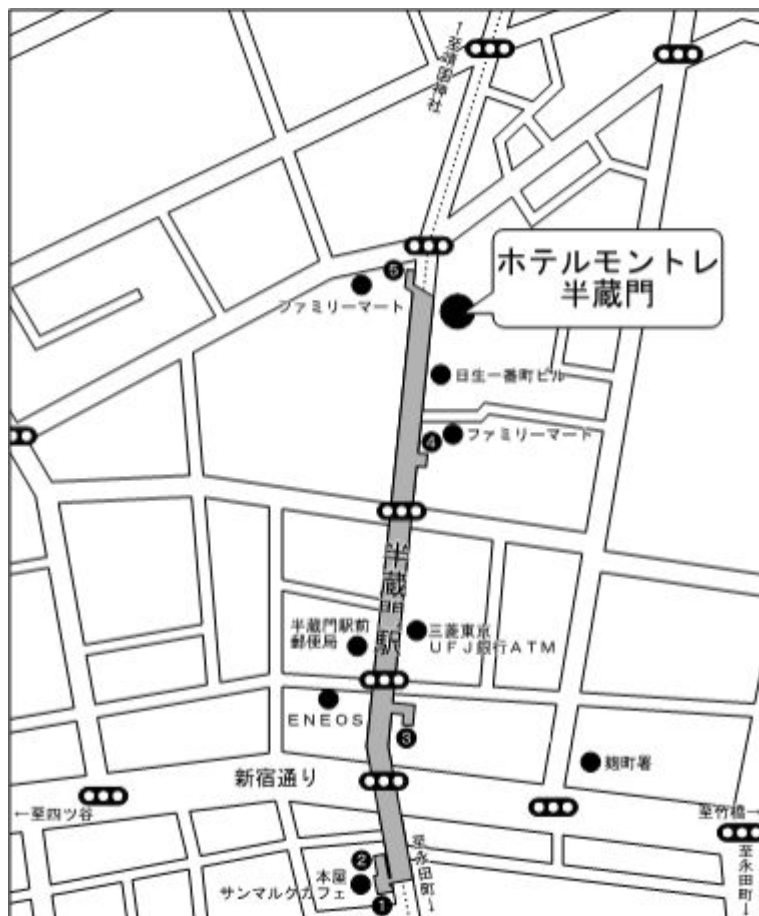 ↑至靖国神社
ホテルモントレ
半蔵門
❺
ファミリーマート
日生一番町ビル
❹
ファミリーマート
半蔵門駅
半蔵門駅前
郵便局
三菱東京
UFJ銀行ATM
ENEOS
❸
麹町署
新宿通り
←至四ツ谷
至竹橋→
至永田町→
至永田町→
❷
本屋
サンマルクカフェ
❶